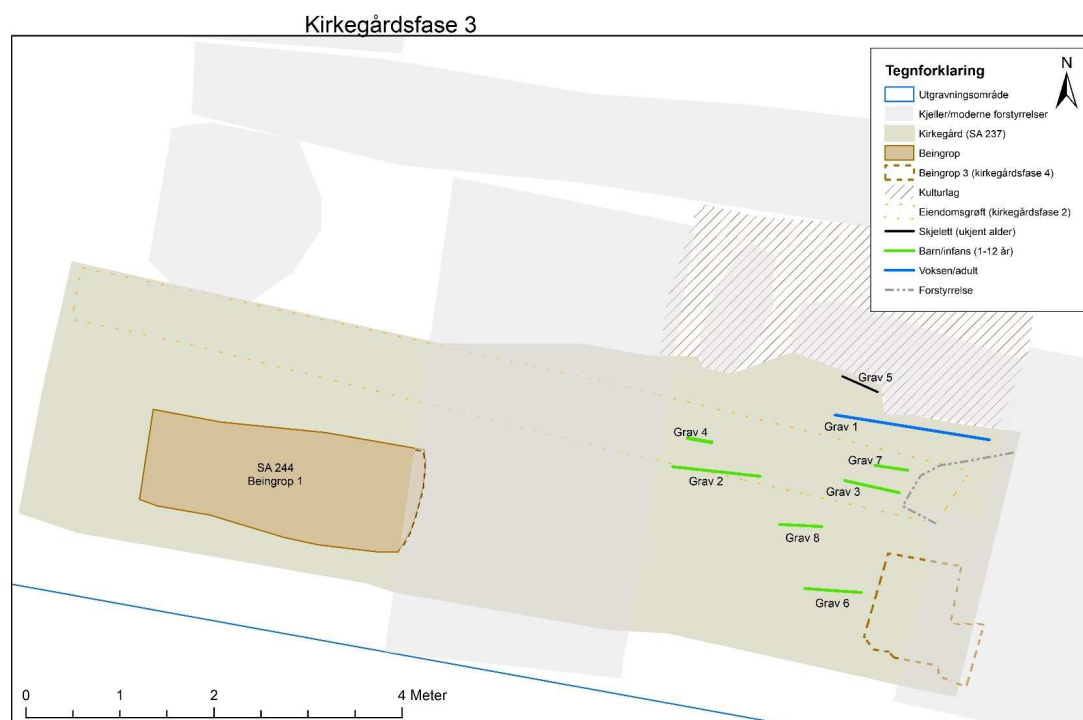 Kirkegårdsfase 3
Tegnforklaring
N
Utgravningsområde
Kjeller/moderne forstyrrelser
Kirkegård (SA 237)
Beingrop
Beingrop 3 (kirkegårdsfase 4)
Kulturlag
Eiendomsgrøft (kirkegårdsfase 2)
Skjelett (ukjent alder)
Barn/infans (1-12 år)
Voksen/adult
Forstyrrelse
Grav 5
Grav 1
Grav 4
Grav 7
Grav 2
Grav 3
SA 244
Beingrop 1
Grav 8
Grav 6
0 1 2 4 Meter